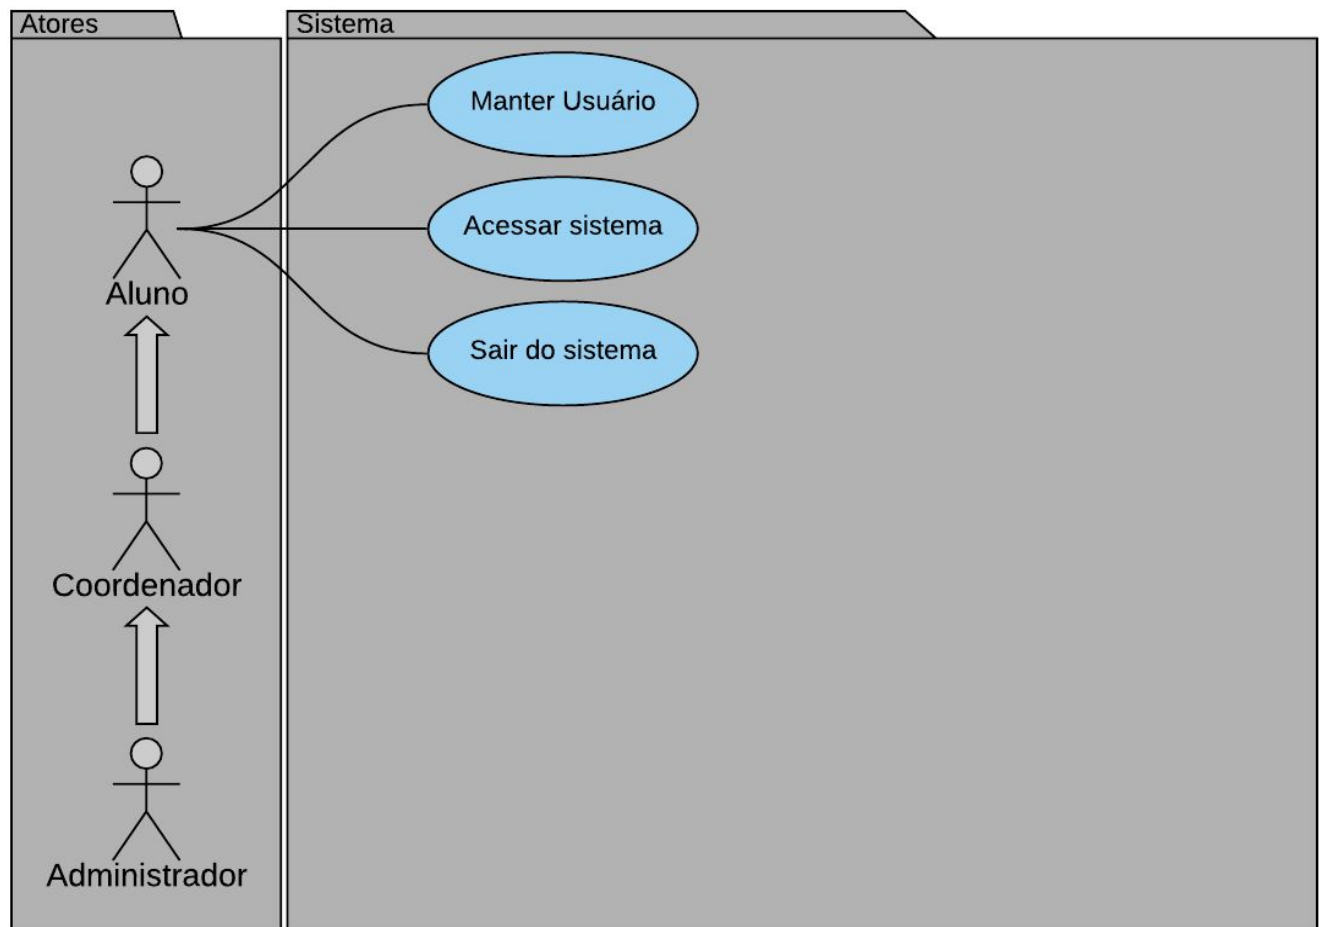 Atores
Sistema
Manter Usuário
Acessar sistema
Aluno
Sair do sistema
Coordenador
Administrador